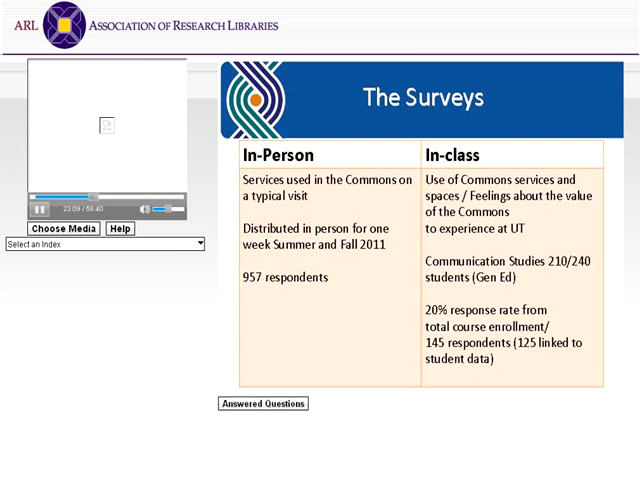 ARL ASSOCIATION OF RESEARCH LIBRARIES
The Surveys
In-Person
Services used in the Commons on
a typical visit
Distributed in person for one
week Summer and Fall 2011
957 respondents
In-class
Use of Commons services and
spaces / Feelings about the value
of the Commons
to experience at UT
Communication Studies 210/240
students (Gen Ed)
20% response rate from
total course enrollment/
145 respondents (125 linked to
student data)
23:09 / 58:40
Choose Media
Help
Select an Index
Answered Questions